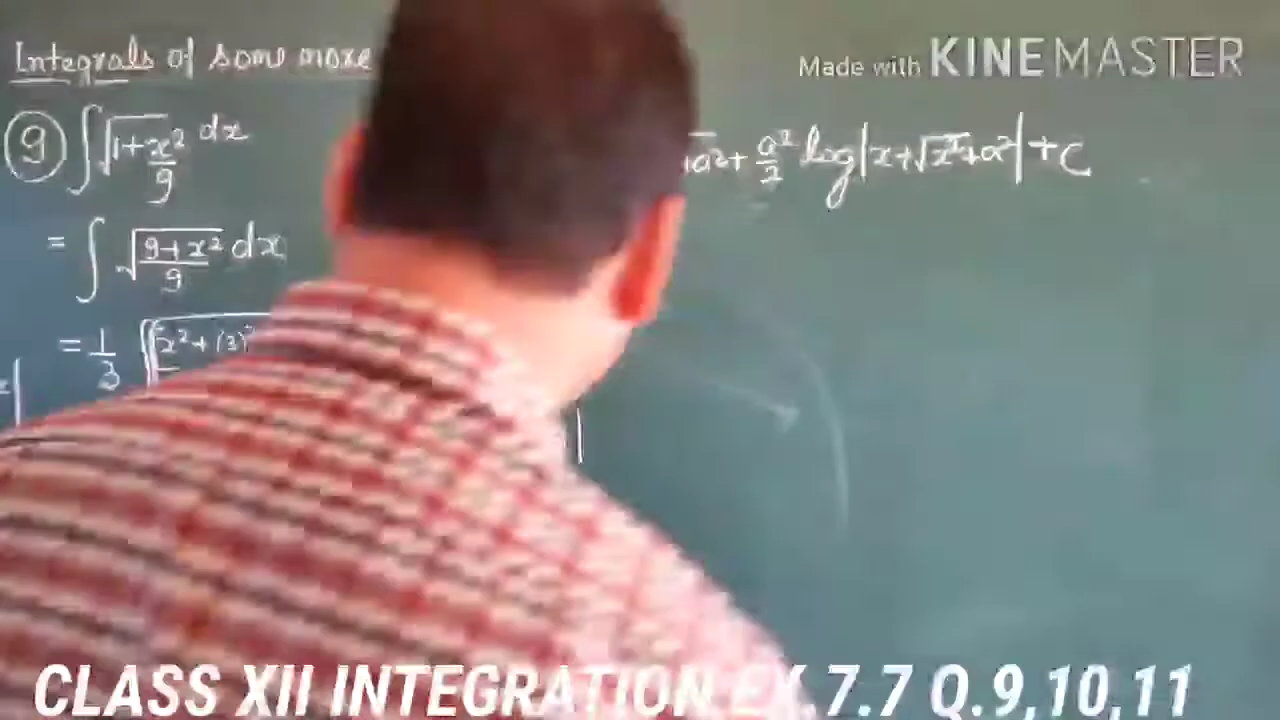 Integrals of some more
Made with KINEMASTER
9 ∫√1+x²/9 dx
a²+ a²/2 log|x+√x²+a²|+C
= ∫ √9+x²/9 dx
= 1/3 √x²+(3)²
CLASS XII INTEGRATION EX.7.7 Q.9,10,11